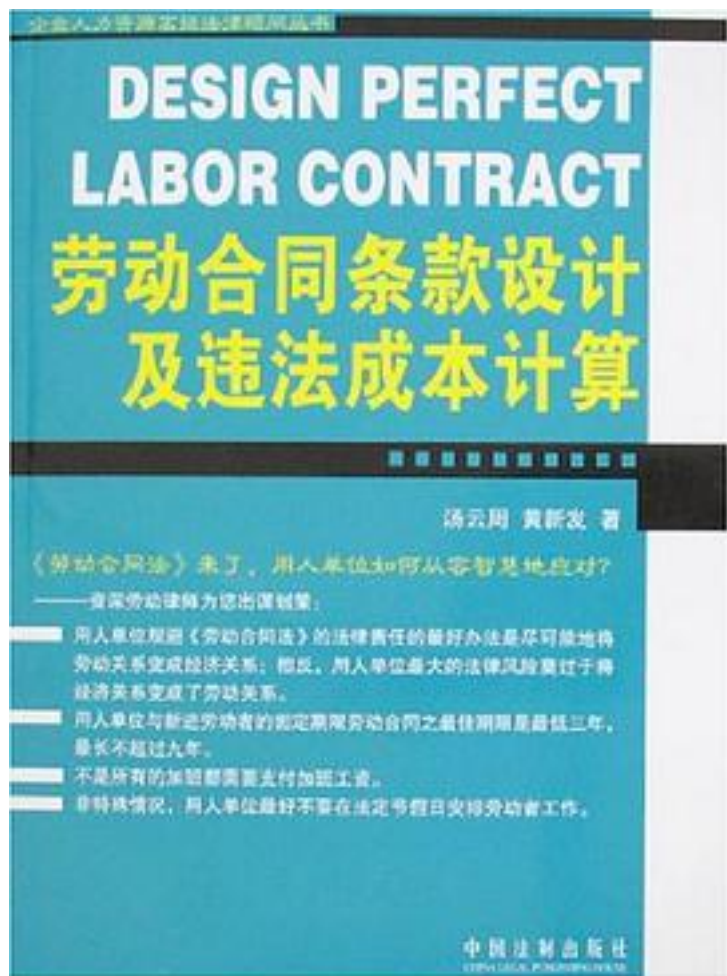 企业人力资源实战法律顾问丛书
DESIGN PERFECT
LABOR CONTRACT
劳动合同条款设计
及违法成本计算
汤云周 黄新发 著
《劳动合同法》来了，用人单位如何从容智慧地应对？
——资深劳动律师为您出谋划策：
用人单位规避《劳动合同法》的法律责任的最好办法是尽可能地将
劳动关系变成经济关系；相反，用人单位最大的法律风险莫过于将
经济关系变成了劳动关系。
用人单位与新进劳动者的固定期限劳动合同之最佳期限是最低三年，
最长不超过九年。
不是所有的加班都需要支付加班工资。
非特殊情况，用人单位最好不要在法定节假日安排劳动者工作。
中国法制出版社
CHINA LEGAL PUBLISHING HOUSE